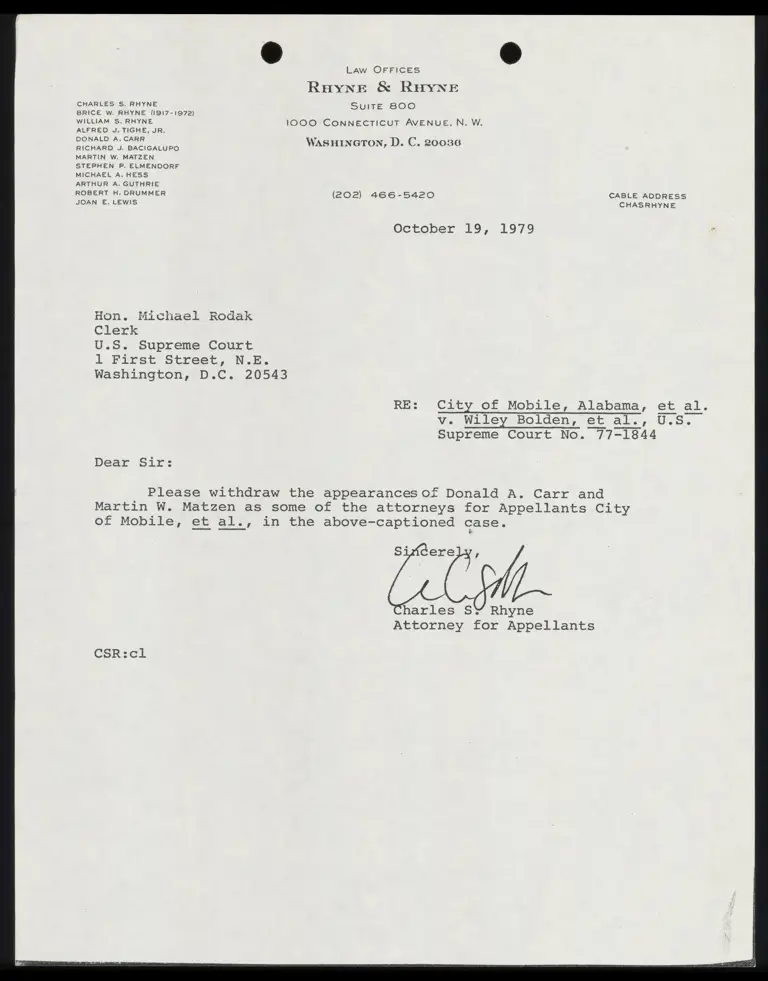 LAW OFFICES
RHYNE & RHYNE
SUITE 800
1000 CONNECTICUT AVENUE, N. W.
WASHINGTON, D. C. 20036
CHARLES S. RHYNE
BRICE W. RHYNE (1917-1972)
WILLIAM S. RHYNE
ALFRED J. TIGHE, JR.
DONALD A. CARR
RICHARD J. BACIGALUPO
MARTIN W. MATZEN
STEPHEN P. ELMENDORF
MICHAEL A. HESS
ARTHUR A. GUTHRIE
ROBERT H. DRUMMER
JOAN E. LEWIS
(202) 466-5420
CABLE ADDRESS
CHASRHYNE
October 19, 1979
Hon. Michael Rodak
Clerk
U.S. Supreme Court
1 First Street, N.E.
Washington, D.C. 20543
RE: City of Mobile, Alabama, et al.
v. Wiley Bolden, et al., U.S.
Supreme Court No. 77-1844
Dear Sir:
Please withdraw the appearances of Donald A. Carr and
Martin W. Matzen as some of the attorneys for Appellants City
of Mobile, et al., in the above-captioned case.
Sincerely,
Charles S. Rhyne
Attorney for Appellants
CSR:cl